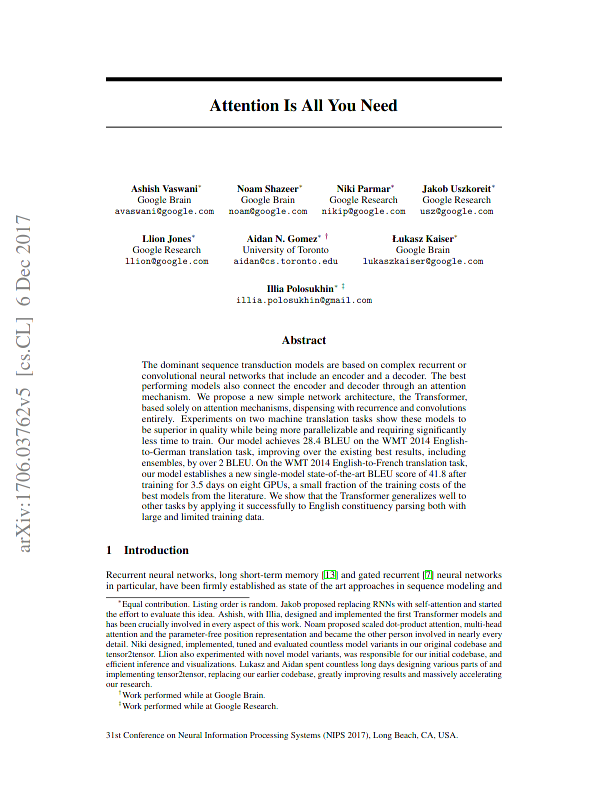 Attention Is All You Need
Ashish Vaswani*
Google Brain
avaswani@google.com
Noam Shazeer*
Google Brain
noam@google.com
Niki Parmar*
Google Research
nikip@google.com
Jakob Uszkoreit*
Google Research
usz@google.com
Llion Jones*
Google Research
llion@google.com
Aidan N. Gomez* †
University of Toronto
aidan@cs.toronto.edu
Łukasz Kaiser*
Google Brain
lukaszkaiser@google.com
Illia Polosukhin* ‡
illia.polosukhin@gmail.com
arXiv:1706.03762v5 [cs.CL] 6 Dec 2017
Abstract
The dominant sequence transduction models are based on complex recurrent or
convolutional neural networks that include an encoder and a decoder. The best
performing models also connect the encoder and decoder through an attention
mechanism. We propose a new simple network architecture, the Transformer,
based solely on attention mechanisms, dispensing with recurrence and convolutions
entirely. Experiments on two machine translation tasks show these models to
be superior in quality while being more parallelizable and requiring significantly
less time to train. Our model achieves 28.4 BLEU on the WMT 2014 English-
to-German translation task, improving over the existing best results, including
ensembles, by over 2 BLEU. On the WMT 2014 English-to-French translation task,
our model establishes a new single-model state-of-the-art BLEU score of 41.8 after
training for 3.5 days on eight GPUs, a small fraction of the training costs of the
best models from the literature. We show that the Transformer generalizes well to
other tasks by applying it successfully to English constituency parsing both with
large and limited training data.
1 Introduction
Recurrent neural networks, long short-term memory [13] and gated recurrent [7] neural networks
in particular, have been firmly established as state of the art approaches in sequence modeling and
*Equal contribution. Listing order is random. Jakob proposed replacing RNNs with self-attention and started
the effort to evaluate this idea. Ashish, with Illia, designed and implemented the first Transformer models and
has been crucially involved in every aspect of this work. Noam proposed scaled dot-product attention, multi-head
attention and the parameter-free position representation and became the other person involved in nearly every
detail. Niki designed, implemented, tuned and evaluated countless model variants in our original codebase and
tensor2tensor. Llion also experimented with novel model variants, was responsible for our initial codebase, and
efficient inference and visualizations. Lukasz and Aidan spent countless long days designing various parts of and
implementing tensor2tensor, replacing our earlier codebase, greatly improving results and massively accelerating
our research.
†Work performed while at Google Brain.
‡Work performed while at Google Research.
31st Conference on Neural Information Processing Systems (NIPS 2017), Long Beach, CA, USA.